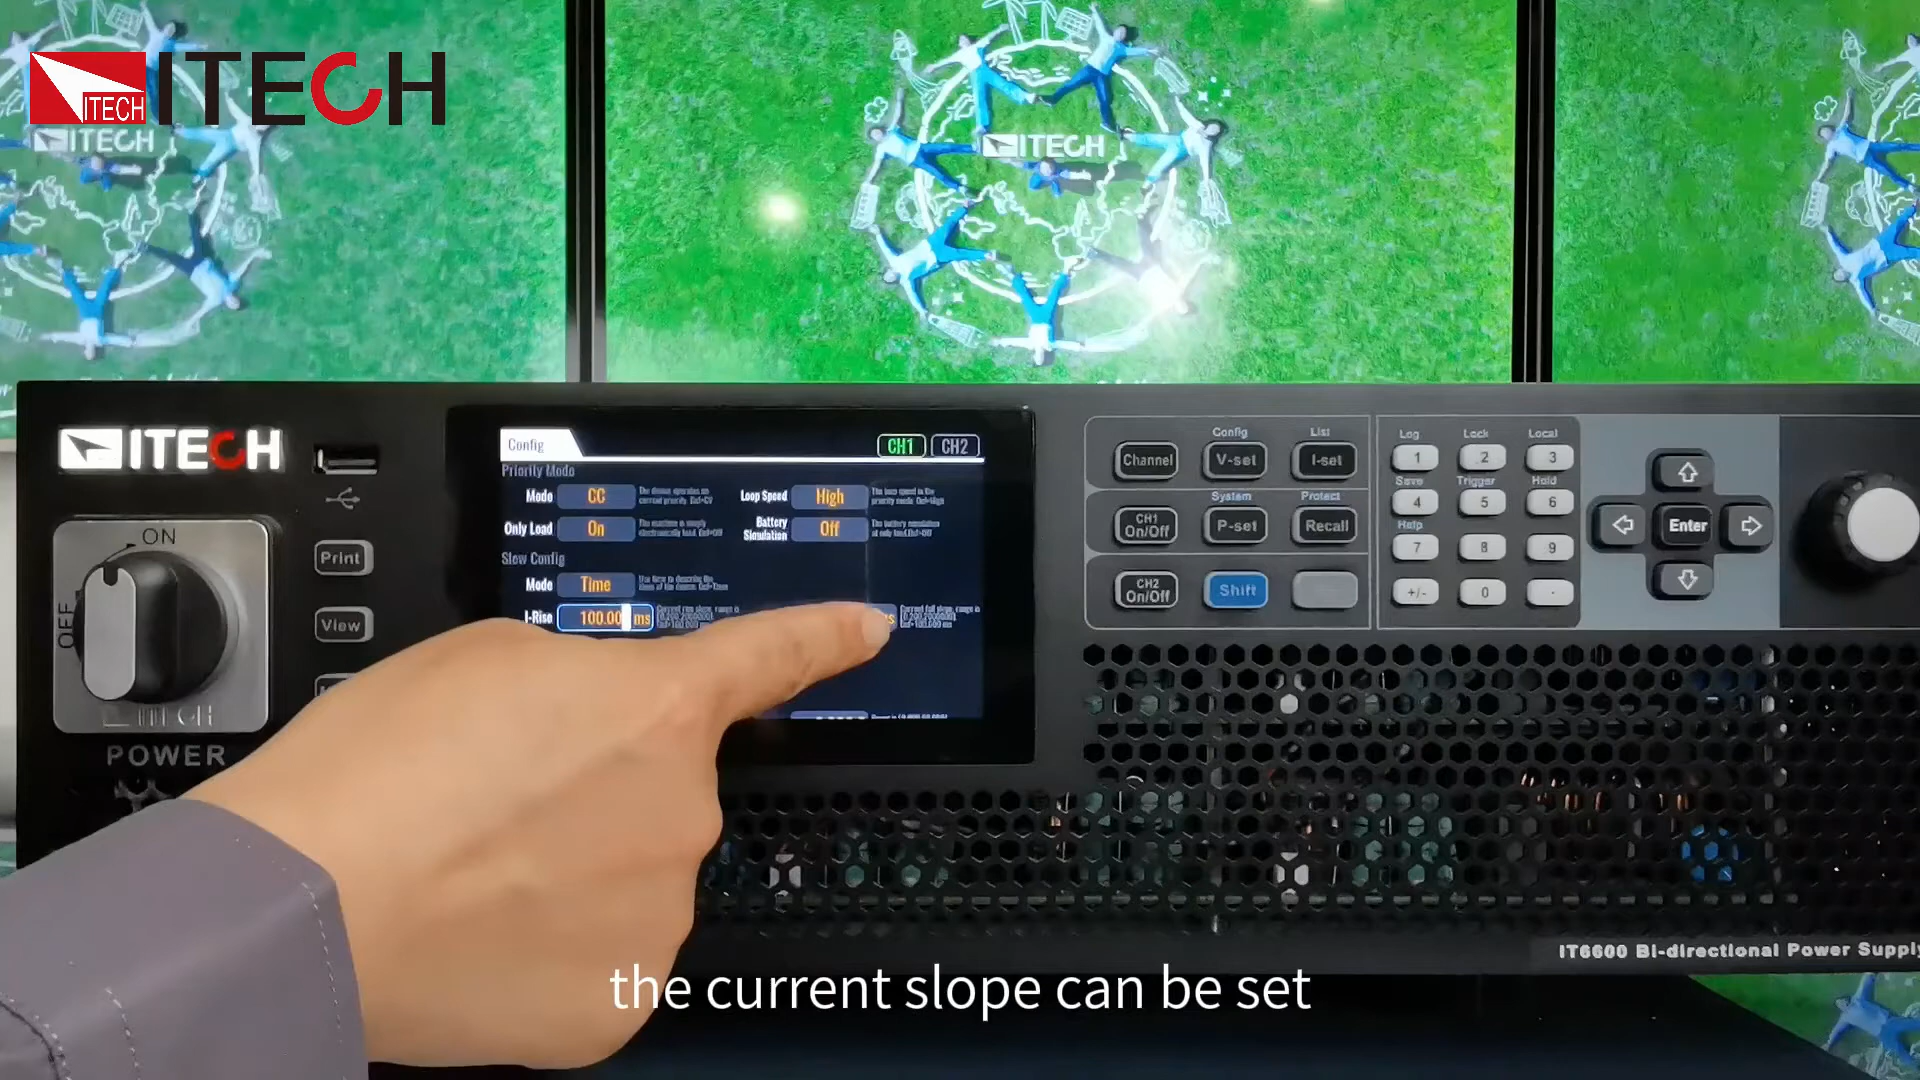 ITECH
ITECH
ITECH
ITECH
ITECH
ON
OFF
ITECH
POWER
Print
View
Config
CH1
CH2
Priority Mode
Mode
CC
Loop Speed
High
Only Load
On
Battery
Simulation
Off
Slew Config
Mode
Time
I-Rise
100.00
ms
Channel
Config
V-set
List
I-set
CH1
On/Off
System
P-set
Protect
Recall
CH2
On/Off
Shift
Log
1
Lock
2
Local
3
Save
4
Trigger
5
Hold
6
Help
7
8
9
+/-
0
.
Enter
IT6600 Bi-directional Power Supply
the current slope can be set